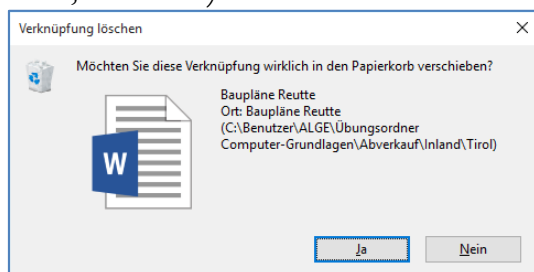 Verknüpfung löschen
Möchten Sie diese Verknüpfung wirklich in den Papierkorb verschieben?
Baupläne Reutte
Ort: Baupläne Reutte
(C:\Benutzer\ALGE\Übungsordner
Computer-Grundlagen\Abverkauf\Inland\Tirol)
W
Ja
Nein